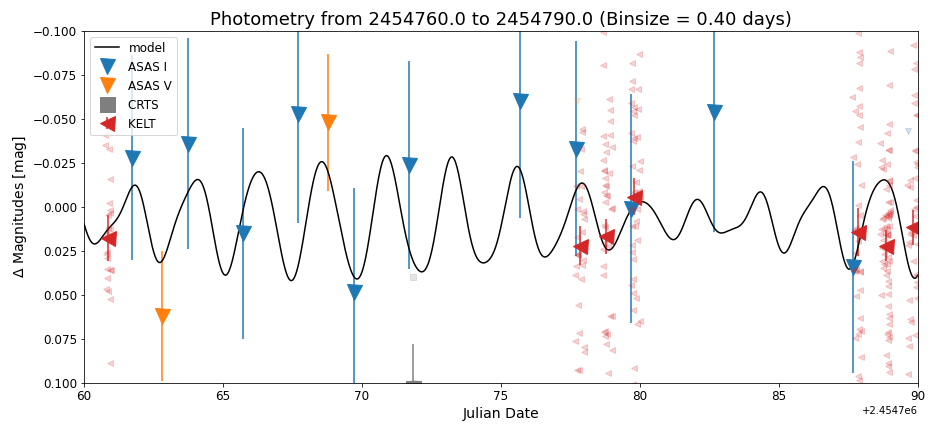 Photometry from 2454760.0 to 2454790.0 (Binsize = 0.40 days)
model
ASAS I
ASAS V
CRTS
KELT
Δ Magnitudes [mag]
−0.100
−0.075
−0.050
−0.025
0.000
0.025
0.050
0.075
0.100
60 65 70 75 80 85 90
+2.4547e6
Julian Date